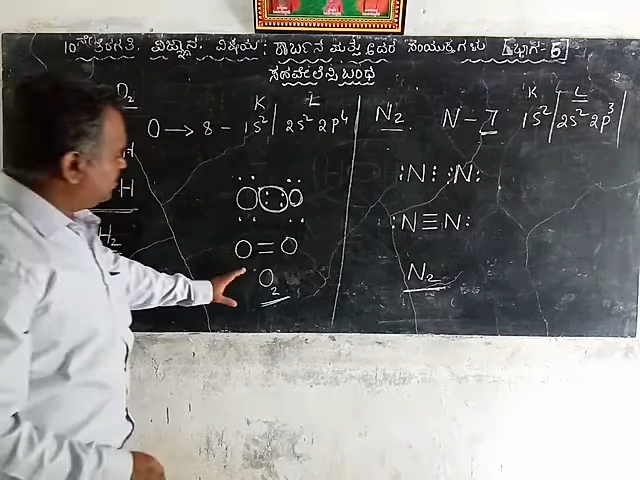 10ನೇ ತರಗತಿ. ವಿಜ್ಞಾನ. ವಿಷಯ: ಕಾರ್ಬನ್ ಮತ್ತು ಅದರ ಸಂಯುಕ್ತಗಳು [ಭಾಗ-5]
ಸಹವೇಲೆನ್ಸಿ ಬಂಧ
O₂
K L
O → 8 - 1s² | 2s² 2p⁴
H
H
H₂
O = O
O₂
N₂ N - 7
K L
1s² | 2s² 2p³
:N: :N:
:N≡N:
N₂